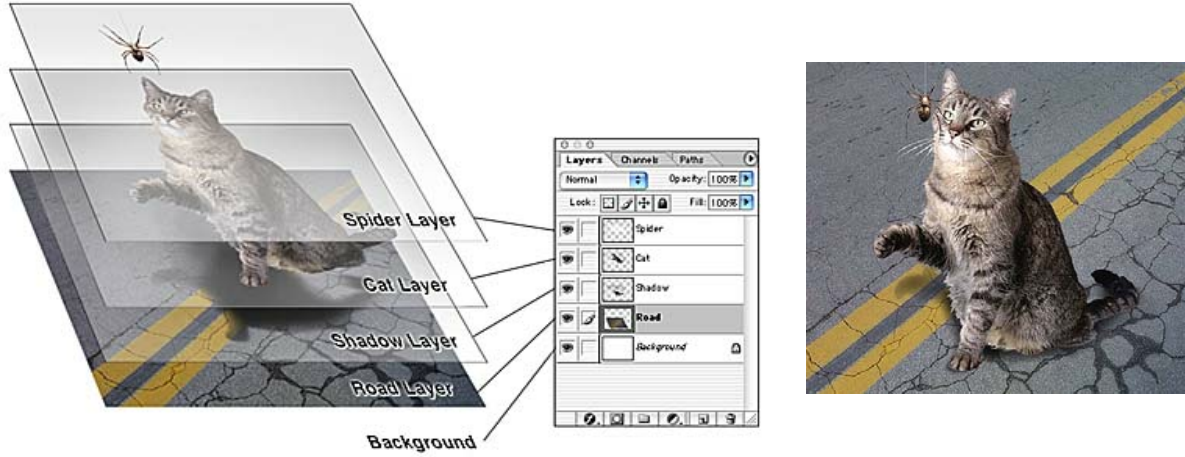 Spider Layer
Cat Layer
Shadow Layer
Road Layer
Background
Layers Channels Paths
Normal Opacity: 100%
Lock: Fill: 100%
Spider
Cat
Shadow
Road
Background